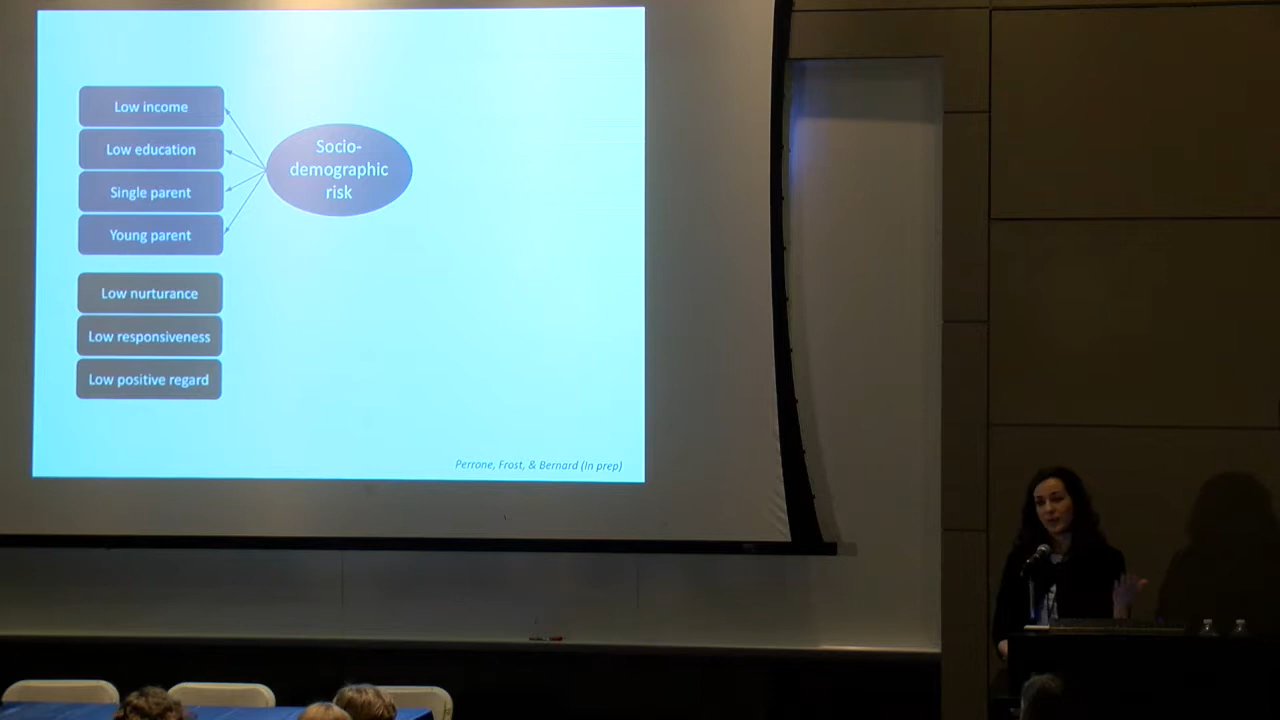 Low income
Low education
Single parent
Young parent
Socio-
demographic
risk
Low nurturance
Low responsiveness
Low positive regard
Perrone, Frost, & Bernard (In prep)